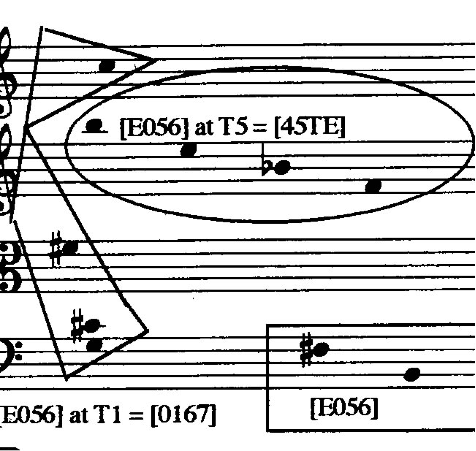 [E056] at T5 = [45TE]
[E056]
[E056] at T1 = [0167]